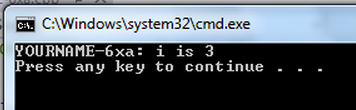 C:\Windows\system32\cmd.exe
YOURNAME-6xa: i is 3
Press any key to continue . . .